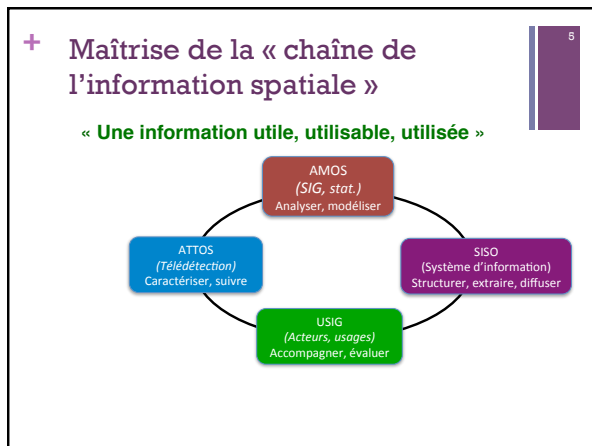 +
Maîtrise de la « chaîne de
l’information spatiale »
5
« Une information utile, utilisable, utilisée »
AMOS
(SIG, stat.)
Analyser, modéliser
ATTOS
(Télédétection)
Caractériser, suivre
SISO
(Système d’information)
Structurer, extraire, diffuser
USIG
(Acteurs, usages)
Accompagner, évaluer